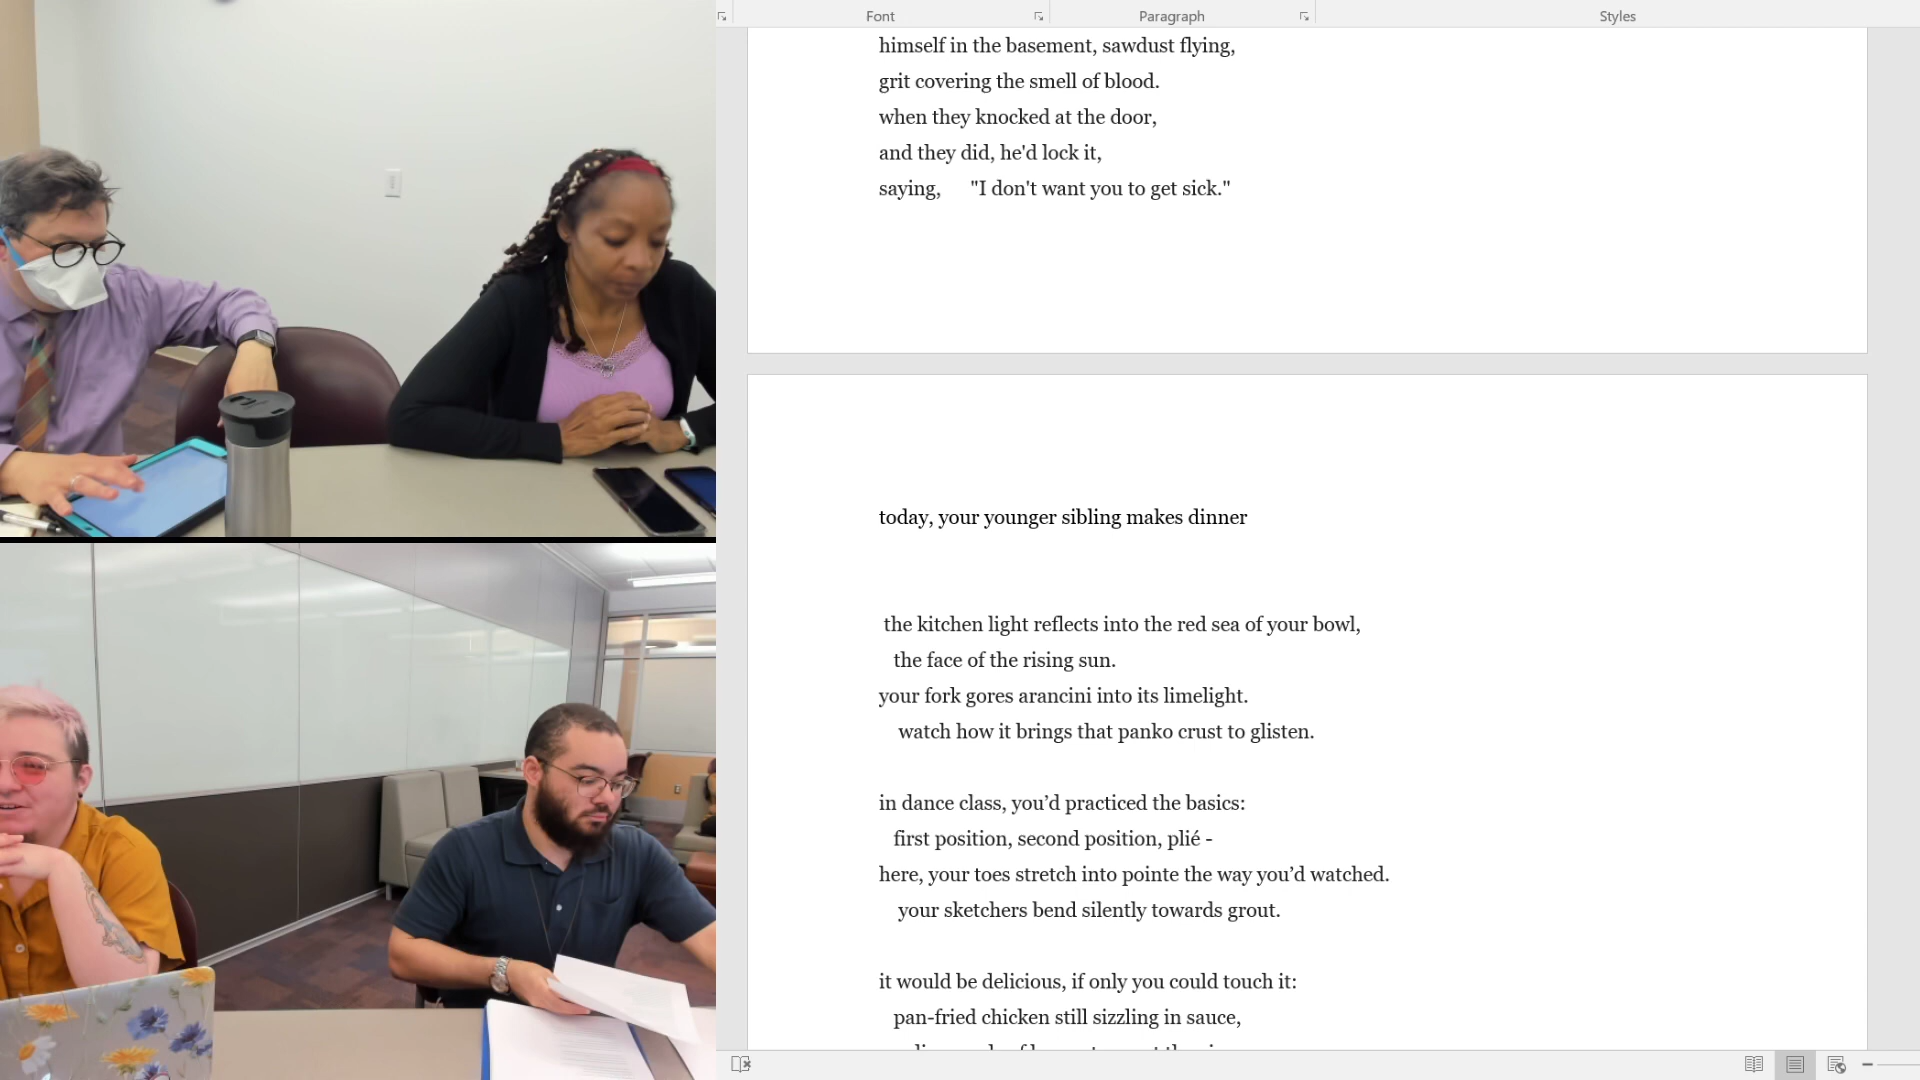 Font
Paragraph
Styles
himself in the basement, sawdust flying,
grit covering the smell of blood.
when they knocked at the door,
and they did, he'd lock it,
saying, "I don't want you to get sick."
today, your younger sibling makes dinner
the kitchen light reflects into the red sea of your bowl,
the face of the rising sun.
your fork gores arancini into its limelight.
watch how it brings that panko crust to glisten.
in dance class, you’d practiced the basics:
first position, second position, plié -
here, your toes stretch into pointe the way you’d watched.
your sketchers bend silently towards grout.
it would be delicious, if only you could touch it:
pan-fried chicken still sizzling in sauce,